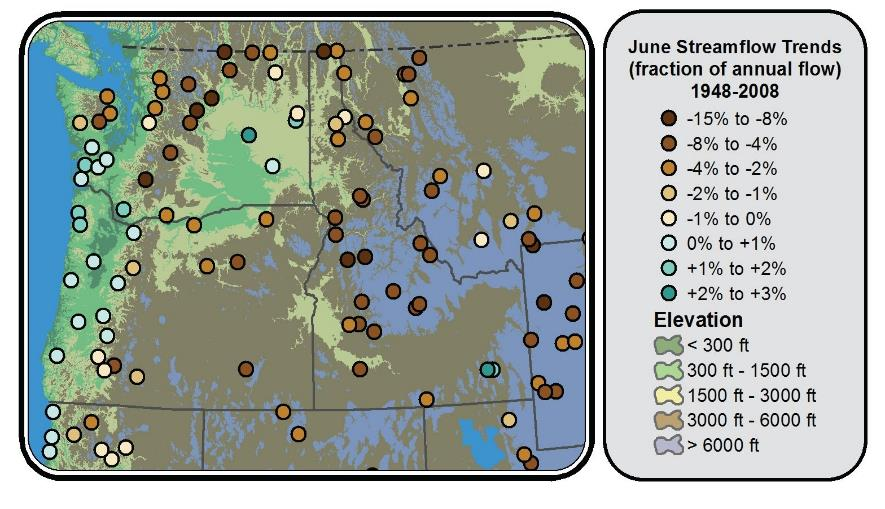 June Streamflow Trends
(fraction of annual flow)
1948-2008
-15% to -8%
-8% to -4%
-4% to -2%
-2% to -1%
-1% to 0%
0% to +1%
+1% to +2%
+2% to +3%
Elevation
< 300 ft
300 ft - 1500 ft
1500 ft - 3000 ft
3000 ft - 6000 ft
> 6000 ft